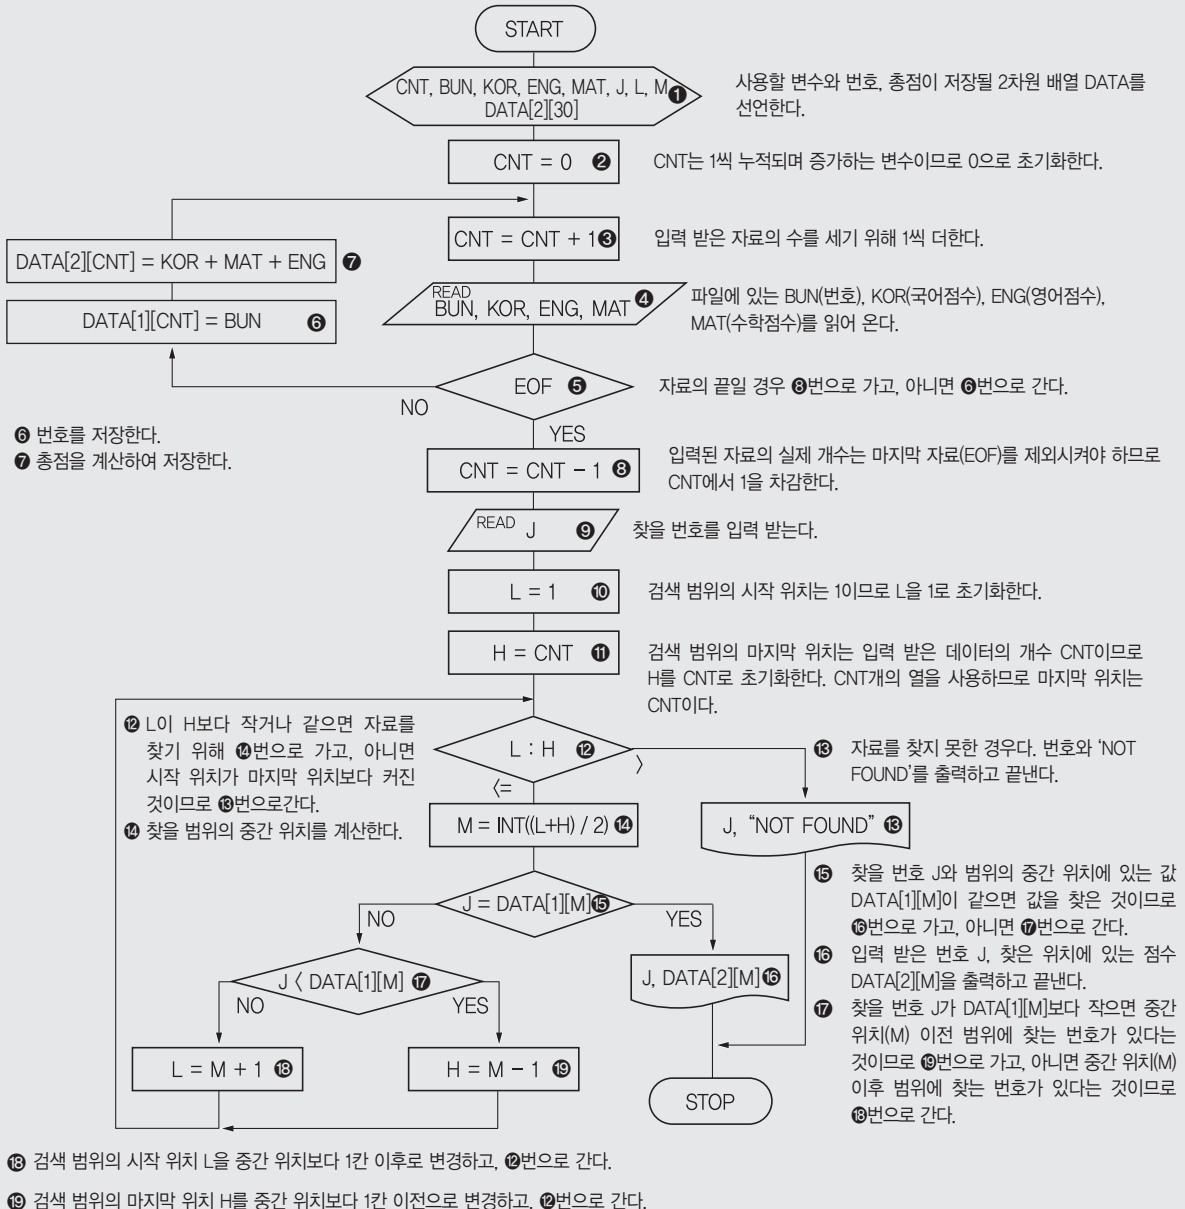 START
CNT, BUN, KOR, ENG, MAT, J, L, M ❶
DATA[2][30]
사용할 변수와 번호, 총점이 저장될 2차원 배열 DATA를
선언한다.
CNT = 0 ❷
CNT는 1씩 누적되며 증가하는 변수이므로 0으로 초기화한다.
CNT = CNT + 1 ❸
입력 받은 자료의 수를 세기 위해 1씩 더한다.
DATA[2][CNT] = KOR + MAT + ENG ❼
READ
BUN, KOR, ENG, MAT ❹
파일에 있는 BUN(번호), KOR(국어점수), ENG(영어점수),
MAT(수학점수)를 읽어 온다.
DATA[1][CNT] = BUN ❻
EOF ❺
자료의 끝일 경우 ❽번으로 가고, 아니면 ❻번으로 간다.
NO
YES
❻ 번호를 저장한다.
❼ 총점을 계산하여 저장한다.
CNT = CNT - 1 ❽
입력된 자료의 실제 개수는 마지막 자료(EOF)를 제외시켜야 하므로
CNT에서 1을 차감한다.
READ J ❾
찾을 번호를 입력 받는다.
L = 1 ❿
검색 범위의 시작 위치는 1이므로 L을 1로 초기화한다.
H = CNT ⓫
검색 범위의 마지막 위치는 입력 받은 데이터의 개수 CNT이므로
H를 CNT로 초기화한다. CNT개의 열을 사용하므로 마지막 위치는
CNT이다.
⓬ L이 H보다 작거나 같으면 자료를
찾기 위해 ⓮번으로 가고, 아니면
시작 위치가 마지막 위치보다 커진
것이므로 ⓭번으로간다.
⓮ 찾을 범위의 중간 위치를 계산한다.
L : H ⓬
>
<=
⓭ 자료를 찾지 못한 경우다. 번호와 ‘NOT
FOUND’를 출력하고 끝낸다.
M = INT((L+H) / 2) ⓮
J, “NOT FOUND” ⓭
J = DATA[1][M] ⓯
NO
YES
⓯ 찾을 번호 J와 범위의 중간 위치에 있는 값
DATA[1][M]이 같으면 값을 찾은 것이므로
⓰번으로 가고, 아니면 ⓱번으로 간다.
⓰ 입력 받은 번호 J, 찾은 위치에 있는 점수
DATA[2][M]을 출력하고 끝낸다.
⓱ 찾을 번호 J가 DATA[1][M]보다 작으면 중간
위치(M) 이전 범위에 찾는 번호가 있다는
것이므로 ⓳번으로 가고, 아니면 중간 위치(M)
이후 범위에 찾는 번호가 있다는 것이므로
⓲번으로 간다.
J < DATA[1][M] ⓱
J, DATA[2][M] ⓰
NO
YES
L = M + 1 ⓲
H = M - 1 ⓳
STOP
⓲ 검색 범위의 시작 위치 L을 중간 위치보다 1칸 이후로 변경하고, ⓬번으로 간다.
⓳ 검색 범위의 마지막 위치 H를 중간 위치보다 1칸 이전으로 변경하고, ⓬번으로 간다.